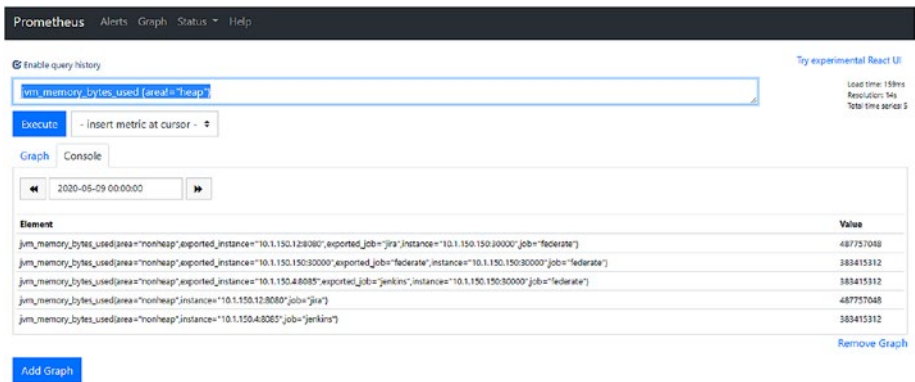 Prometheus Alerts Graph Status Help
Enable query history
Try experimental React UI
jvm_memory_bytes_used {area!="heap"}
Load time: 159ms
Resolution: 14s
Total time series: 5
Execute - insert metric at cursor -
Graph Console
2020-06-09 00:00:00
Element Value
jvm_memory_bytes_used{area="nonheap",exported_instance="10.1.150.12:8080",exported_job="jira",instance="10.1.150.150:30000",job="federate"} 487757048
jvm_memory_bytes_used{area="nonheap",exported_instance="10.1.150.150:30000",exported_job="federate",instance="10.1.150.150:30000",job="federate"} 383415312
jvm_memory_bytes_used{area="nonheap",exported_instance="10.1.150.4:8085",exported_job="jenkins",instance="10.1.150.150:30000",job="federate"} 383415312
jvm_memory_bytes_used{area="nonheap",instance="10.1.150.12:8080",job="jira"} 487757048
jvm_memory_bytes_used{area="nonheap",instance="10.1.150.4:8085",job="jenkins"} 383415312
Remove Graph
Add Graph